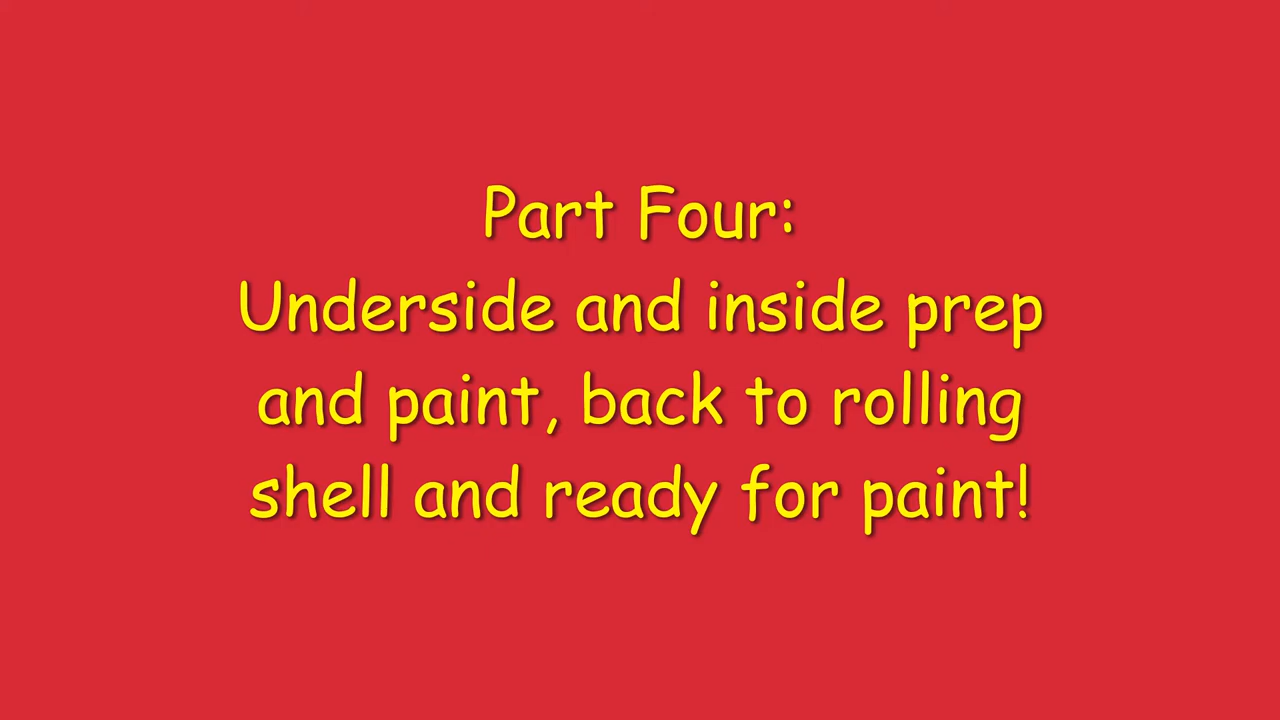 Part Four:
Underside and inside prep
and paint, back to rolling
shell and ready for paint!